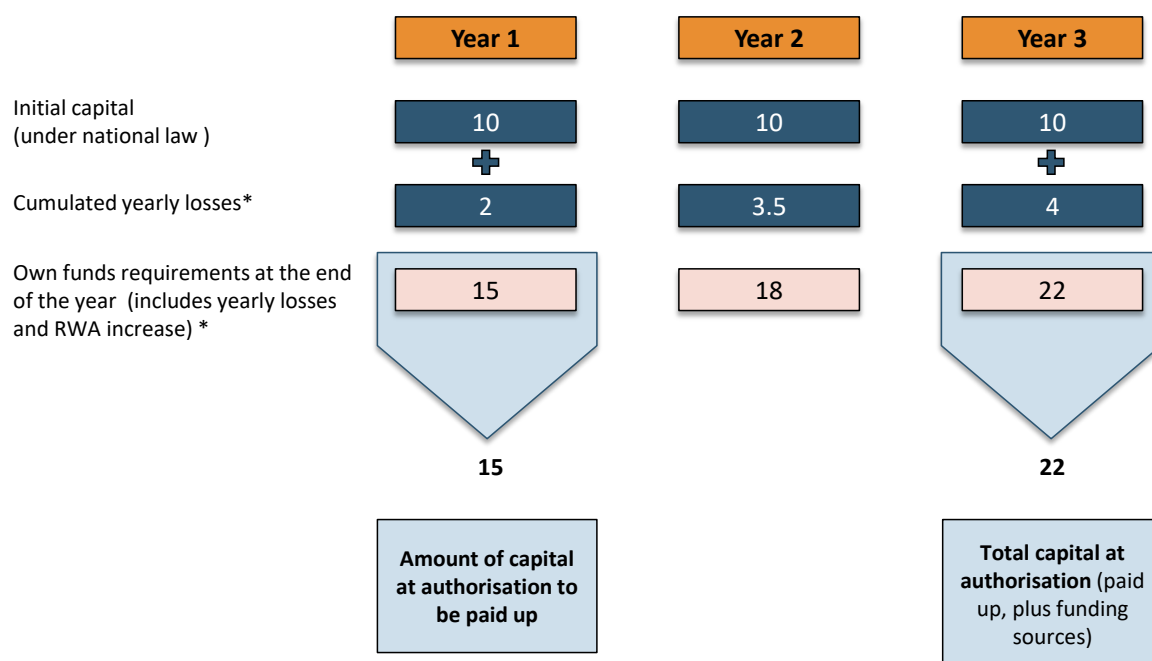 Year 1
Year 2
Year 3
Initial capital
(under national law )
10
10
10
Cumulated yearly losses*
2
3.5
4
Own funds requirements at the end
of the year (includes yearly losses
and RWA increase) *
15
18
22
15
22
Amount of capital
at authorisation to
be paid up
Total capital at
authorisation (paid
up, plus funding
sources)